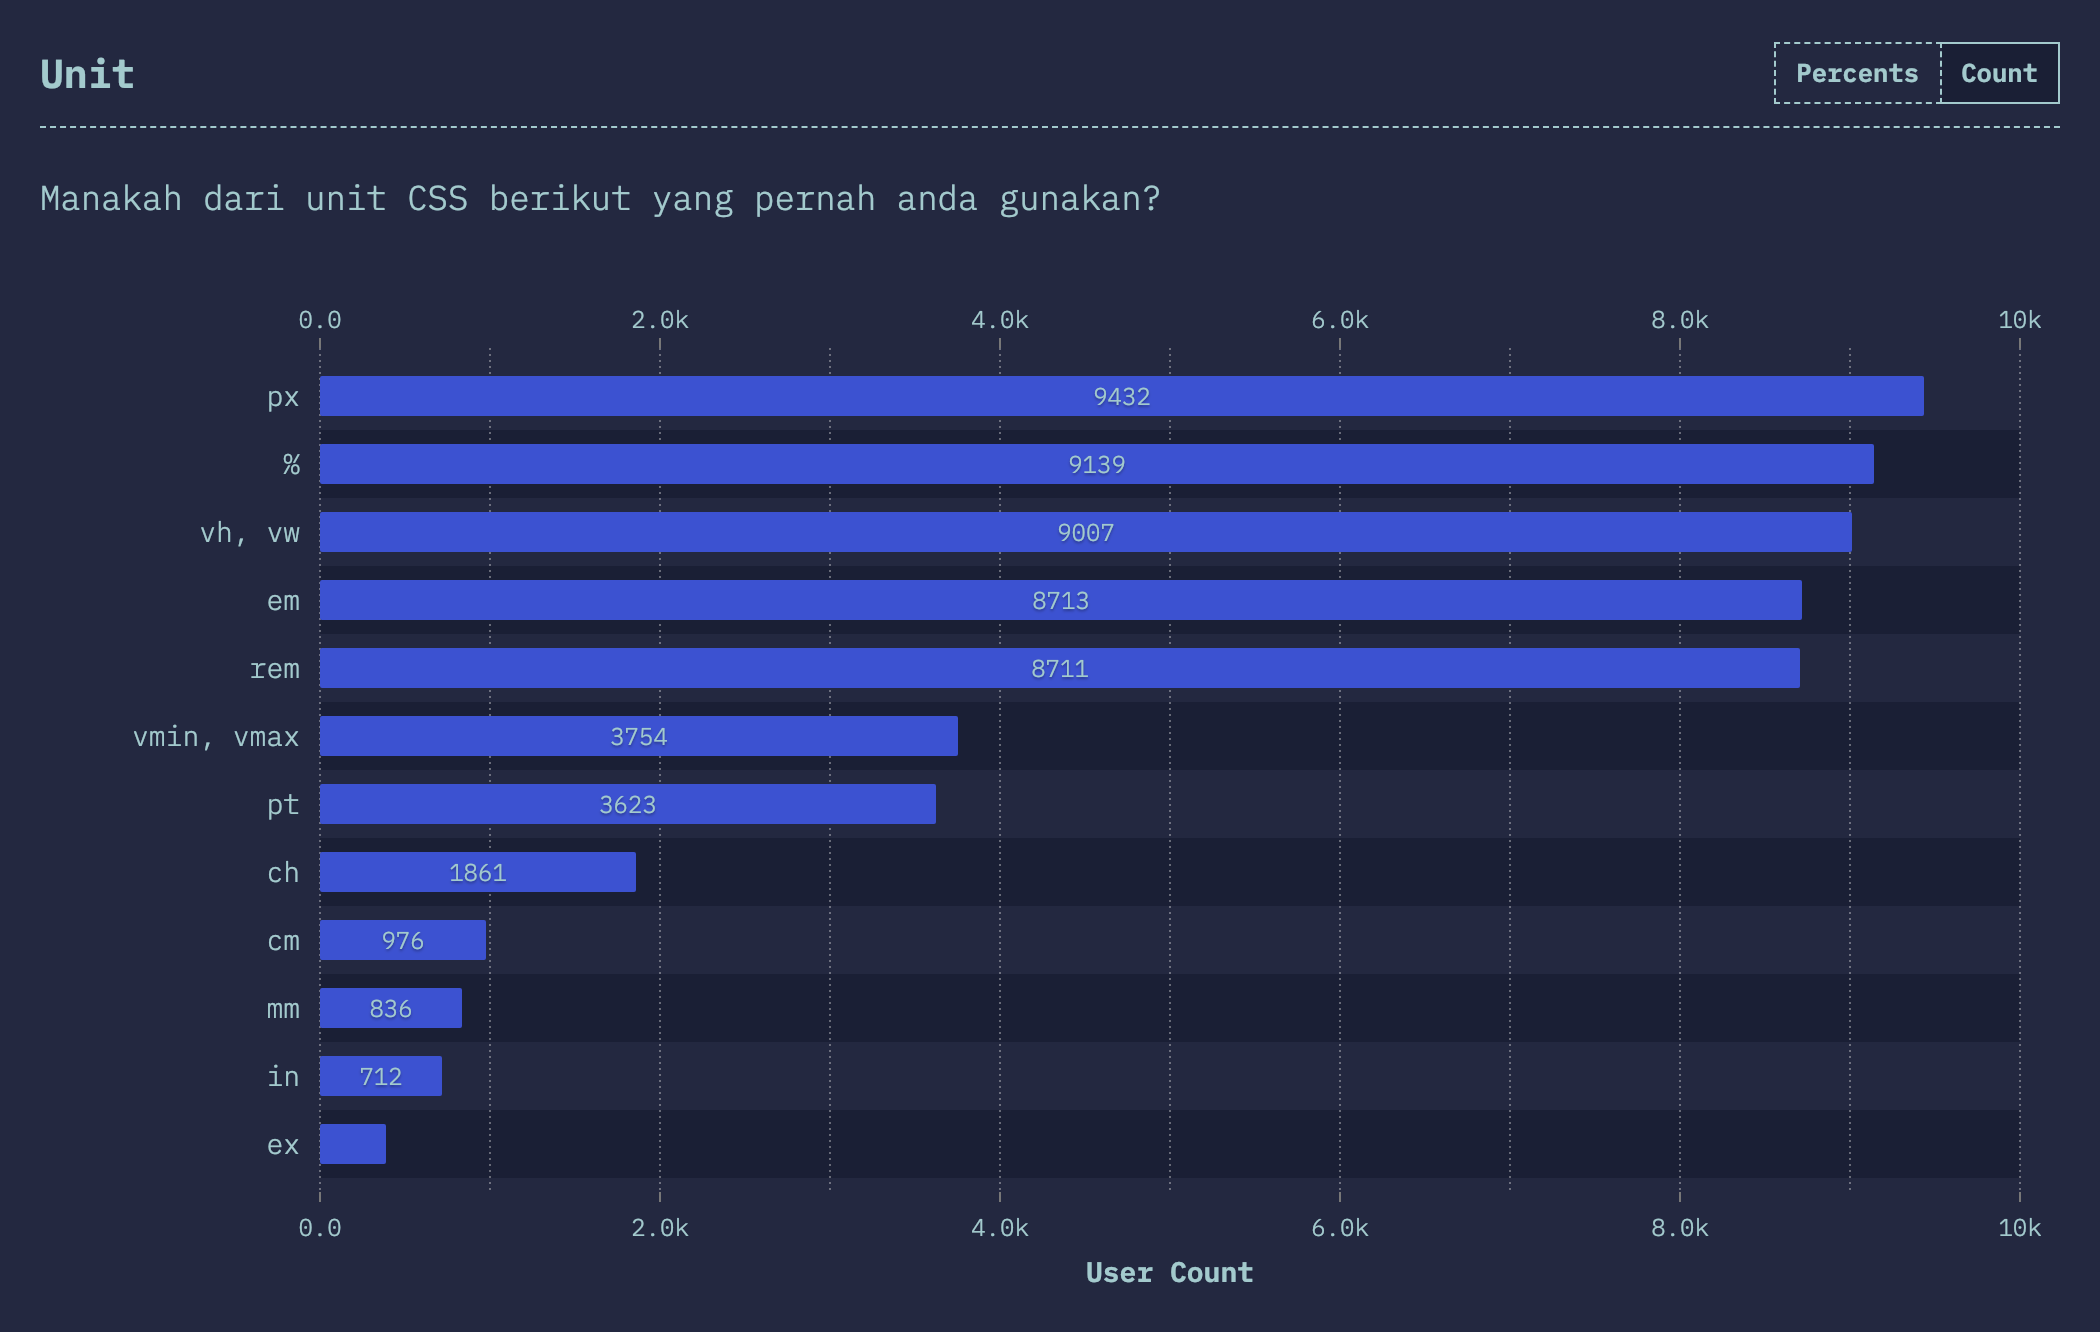 Unit
Percents Count
Manakah dari unit CSS berikut yang pernah anda gunakan?
0.0 2.0k 4.0k 6.0k 8.0k 10k
px 9432
% 9139
vh, vw 9007
em 8713
rem 8711
vmin, vmax 3754
pt 3623
ch 1861
cm 976
mm 836
in 712
ex
0.0 2.0k 4.0k 6.0k 8.0k 10k
User Count